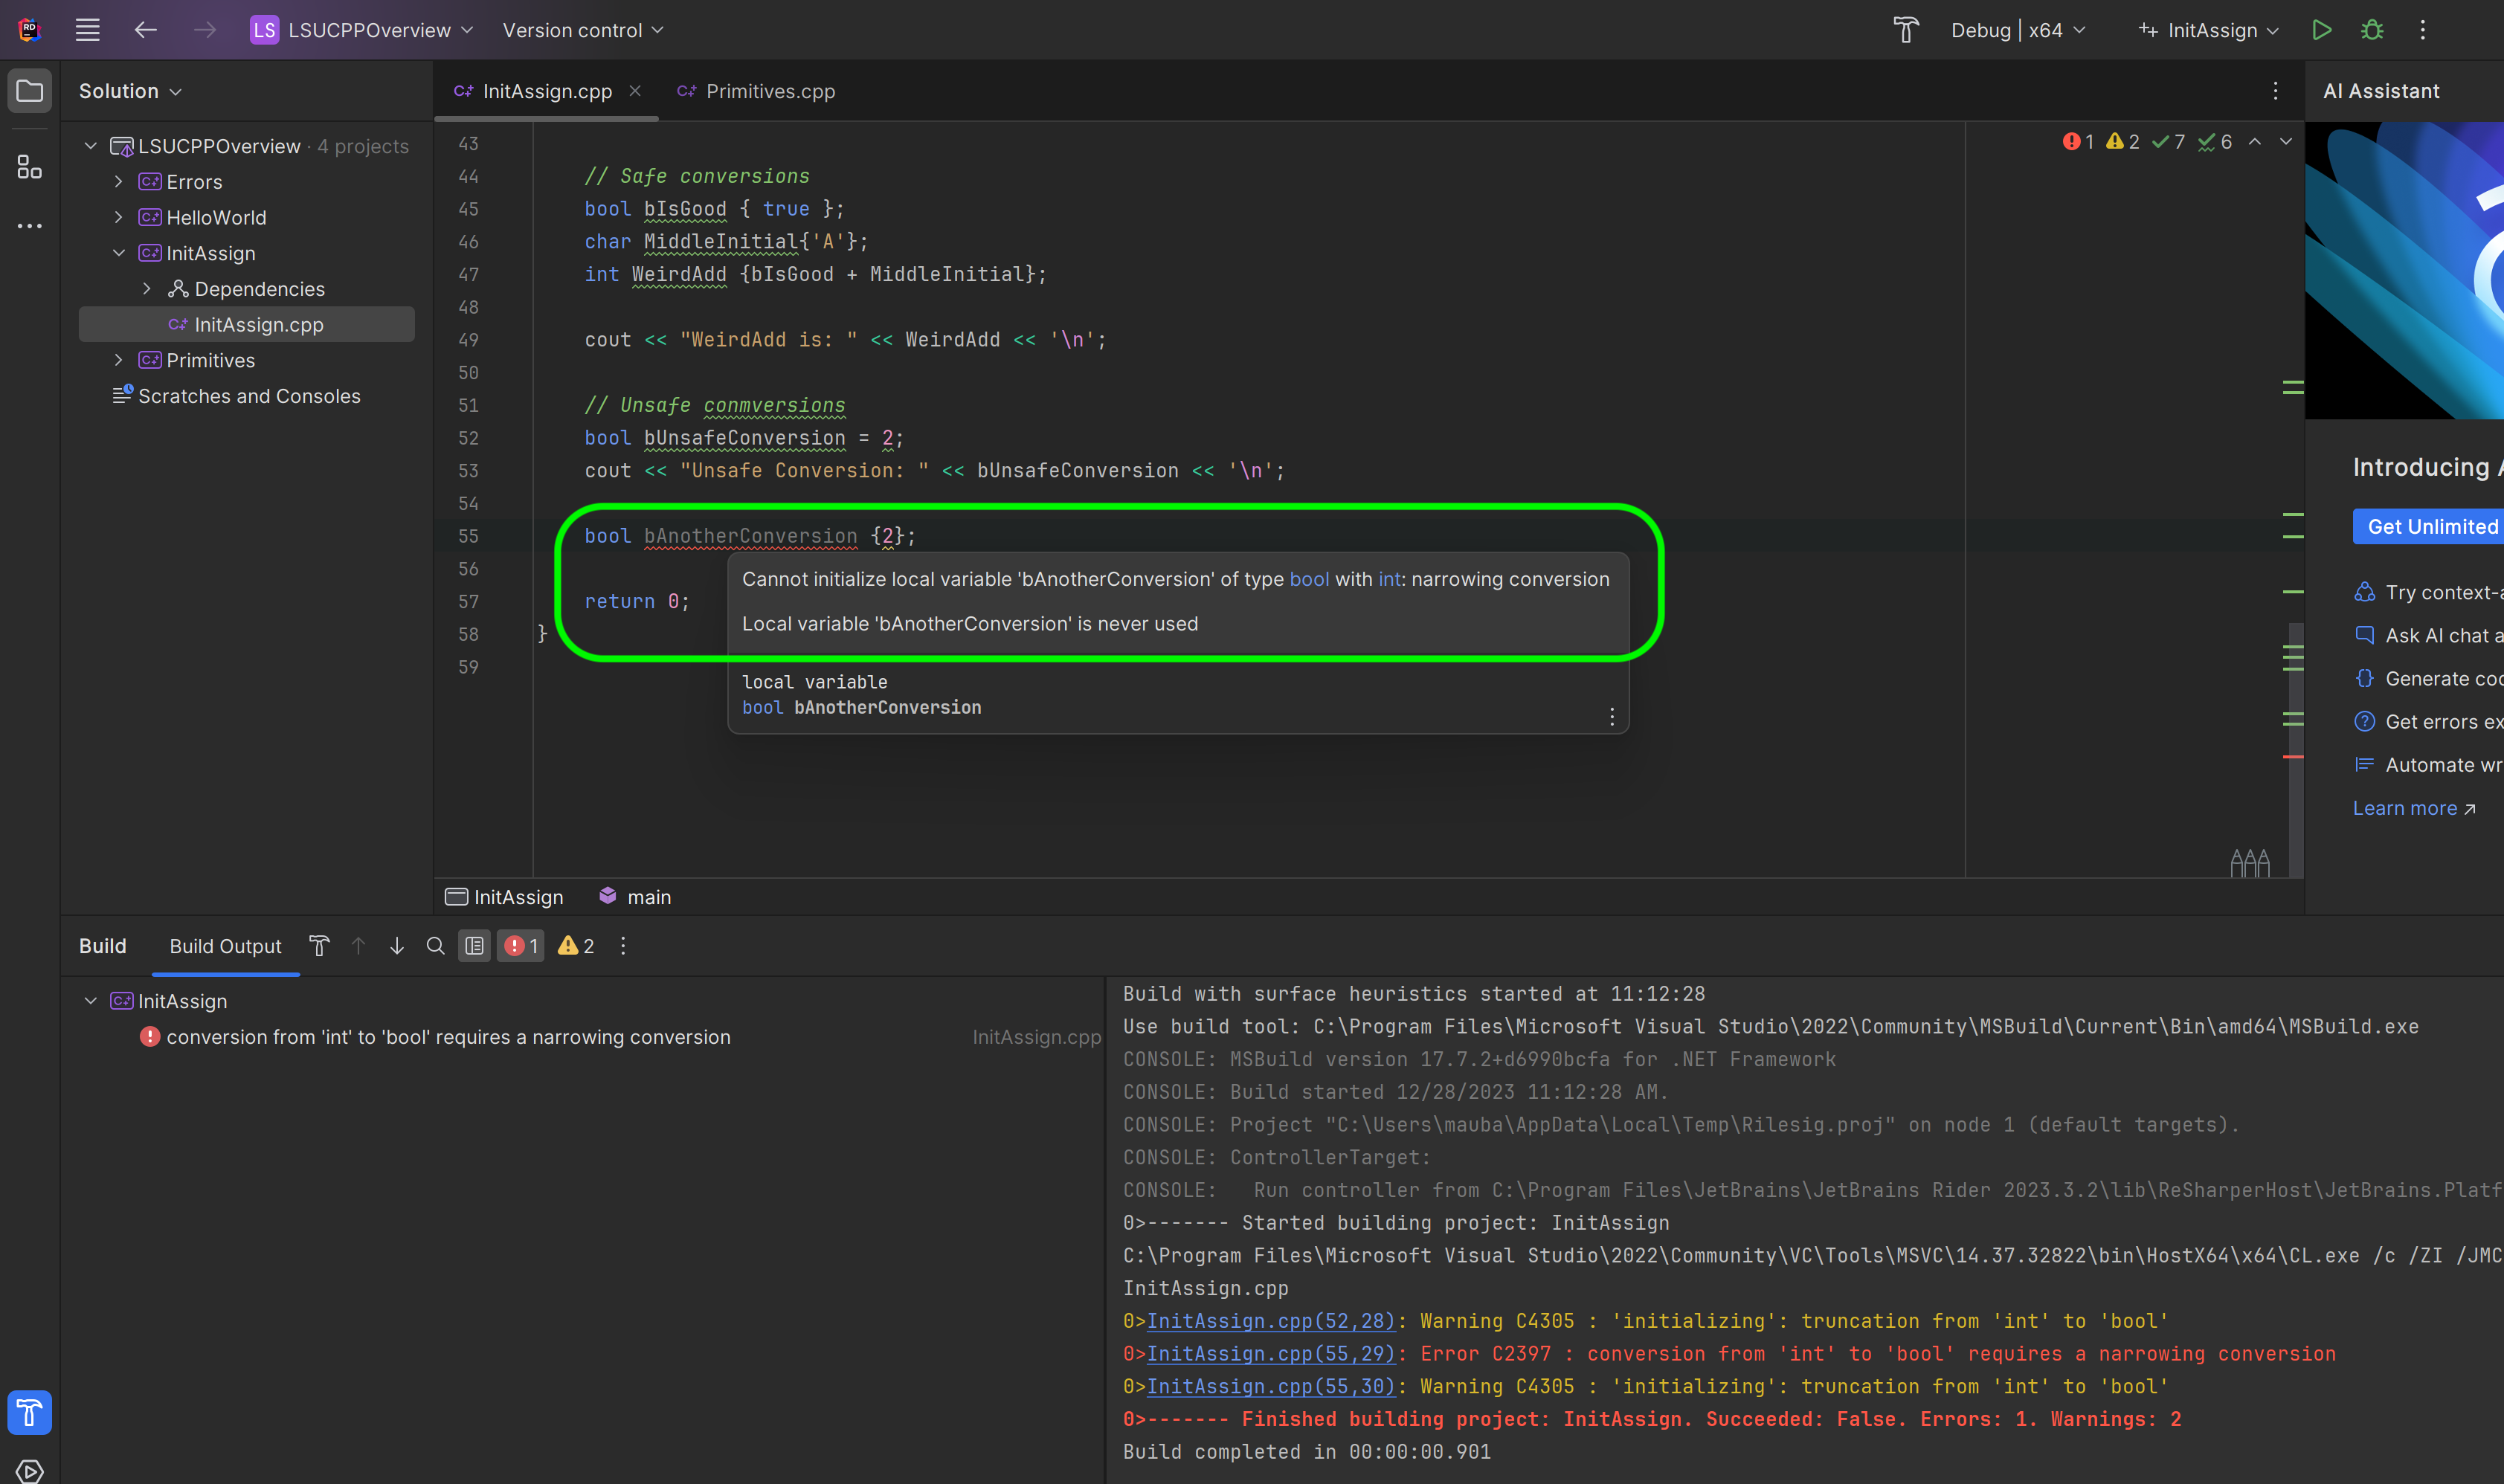 LS LSUCPPOverview Version control Debug | x64 InitAssign
Solution
InitAssign.cpp Primitives.cpp
AI Assistant
LSUCPPOverview · 4 projects
Errors
HelloWorld
InitAssign
Dependencies
InitAssign.cpp
Primitives
Scratches and Consoles
1 2 7 6
43
44 // Safe conversions
45 bool bIsGood { true };
46 char MiddleInitial{'A'};
47 int WeirdAdd {bIsGood + MiddleInitial};
48
49 cout << "WeirdAdd is: " << WeirdAdd << '\n';
50
51 // Unsafe conmversions
52 bool bUnsafeConversion = 2;
53 cout << "Unsafe Conversion: " << bUnsafeConversion << '\n';
54
55 bool bAnotherConversion {2};
56
57 return 0;
58 }
59
Cannot initialize local variable 'bAnotherConversion' of type bool with int: narrowing conversion
Local variable 'bAnotherConversion' is never used
local variable
bool bAnotherConversion
Introducing A
Get Unlimited
Try context-a
Ask AI chat a
Generate coc
Get errors ex
Automate wr
Learn more ↗
InitAssign main
Build Build Output 1 2
InitAssign
conversion from 'int' to 'bool' requires a narrowing conversion InitAssign.cpp
Build with surface heuristics started at 11:12:28
Use build tool: C:\Program Files\Microsoft Visual Studio\2022\Community\MSBuild\Current\Bin\amd64\MSBuild.exe
CONSOLE: MSBuild version 17.7.2+d6990bcfa for .NET Framework
CONSOLE: Build started 12/28/2023 11:12:28 AM.
CONSOLE: Project "C:\Users\mauba\AppData\Local\Temp\Rilesig.proj" on node 1 (default targets).
CONSOLE: ControllerTarget:
CONSOLE:   Run controller from C:\Program Files\JetBrains\JetBrains Rider 2023.3.2\lib\ReSharperHost\JetBrains.Platf
0>------- Started building project: InitAssign
C:\Program Files\Microsoft Visual Studio\2022\Community\VC\Tools\MSVC\14.37.32822\bin\HostX64\x64\CL.exe /c /ZI /JMC
InitAssign.cpp
0>InitAssign.cpp(52,28): Warning C4305 : 'initializing': truncation from 'int' to 'bool'
0>InitAssign.cpp(55,29): Error C2397 : conversion from 'int' to 'bool' requires a narrowing conversion
0>InitAssign.cpp(55,30): Warning C4305 : 'initializing': truncation from 'int' to 'bool'
0>------- Finished building project: InitAssign. Succeeded: False. Errors: 1. Warnings: 2
Build completed in 00:00:00.901